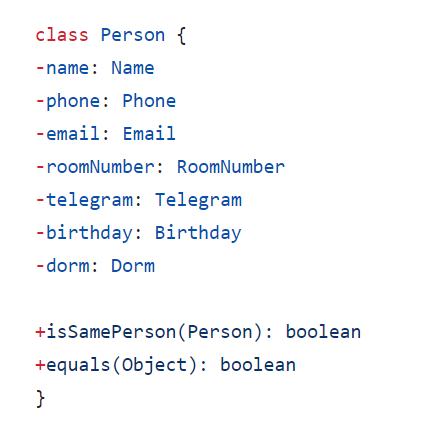 class Person {
-name: Name
-phone: Phone
-email: Email
-roomNumber: RoomNumber
-telegram: Telegram
-birthday: Birthday
-dorm: Dorm
+isSamePerson(Person): boolean
+equals(Object): boolean
}